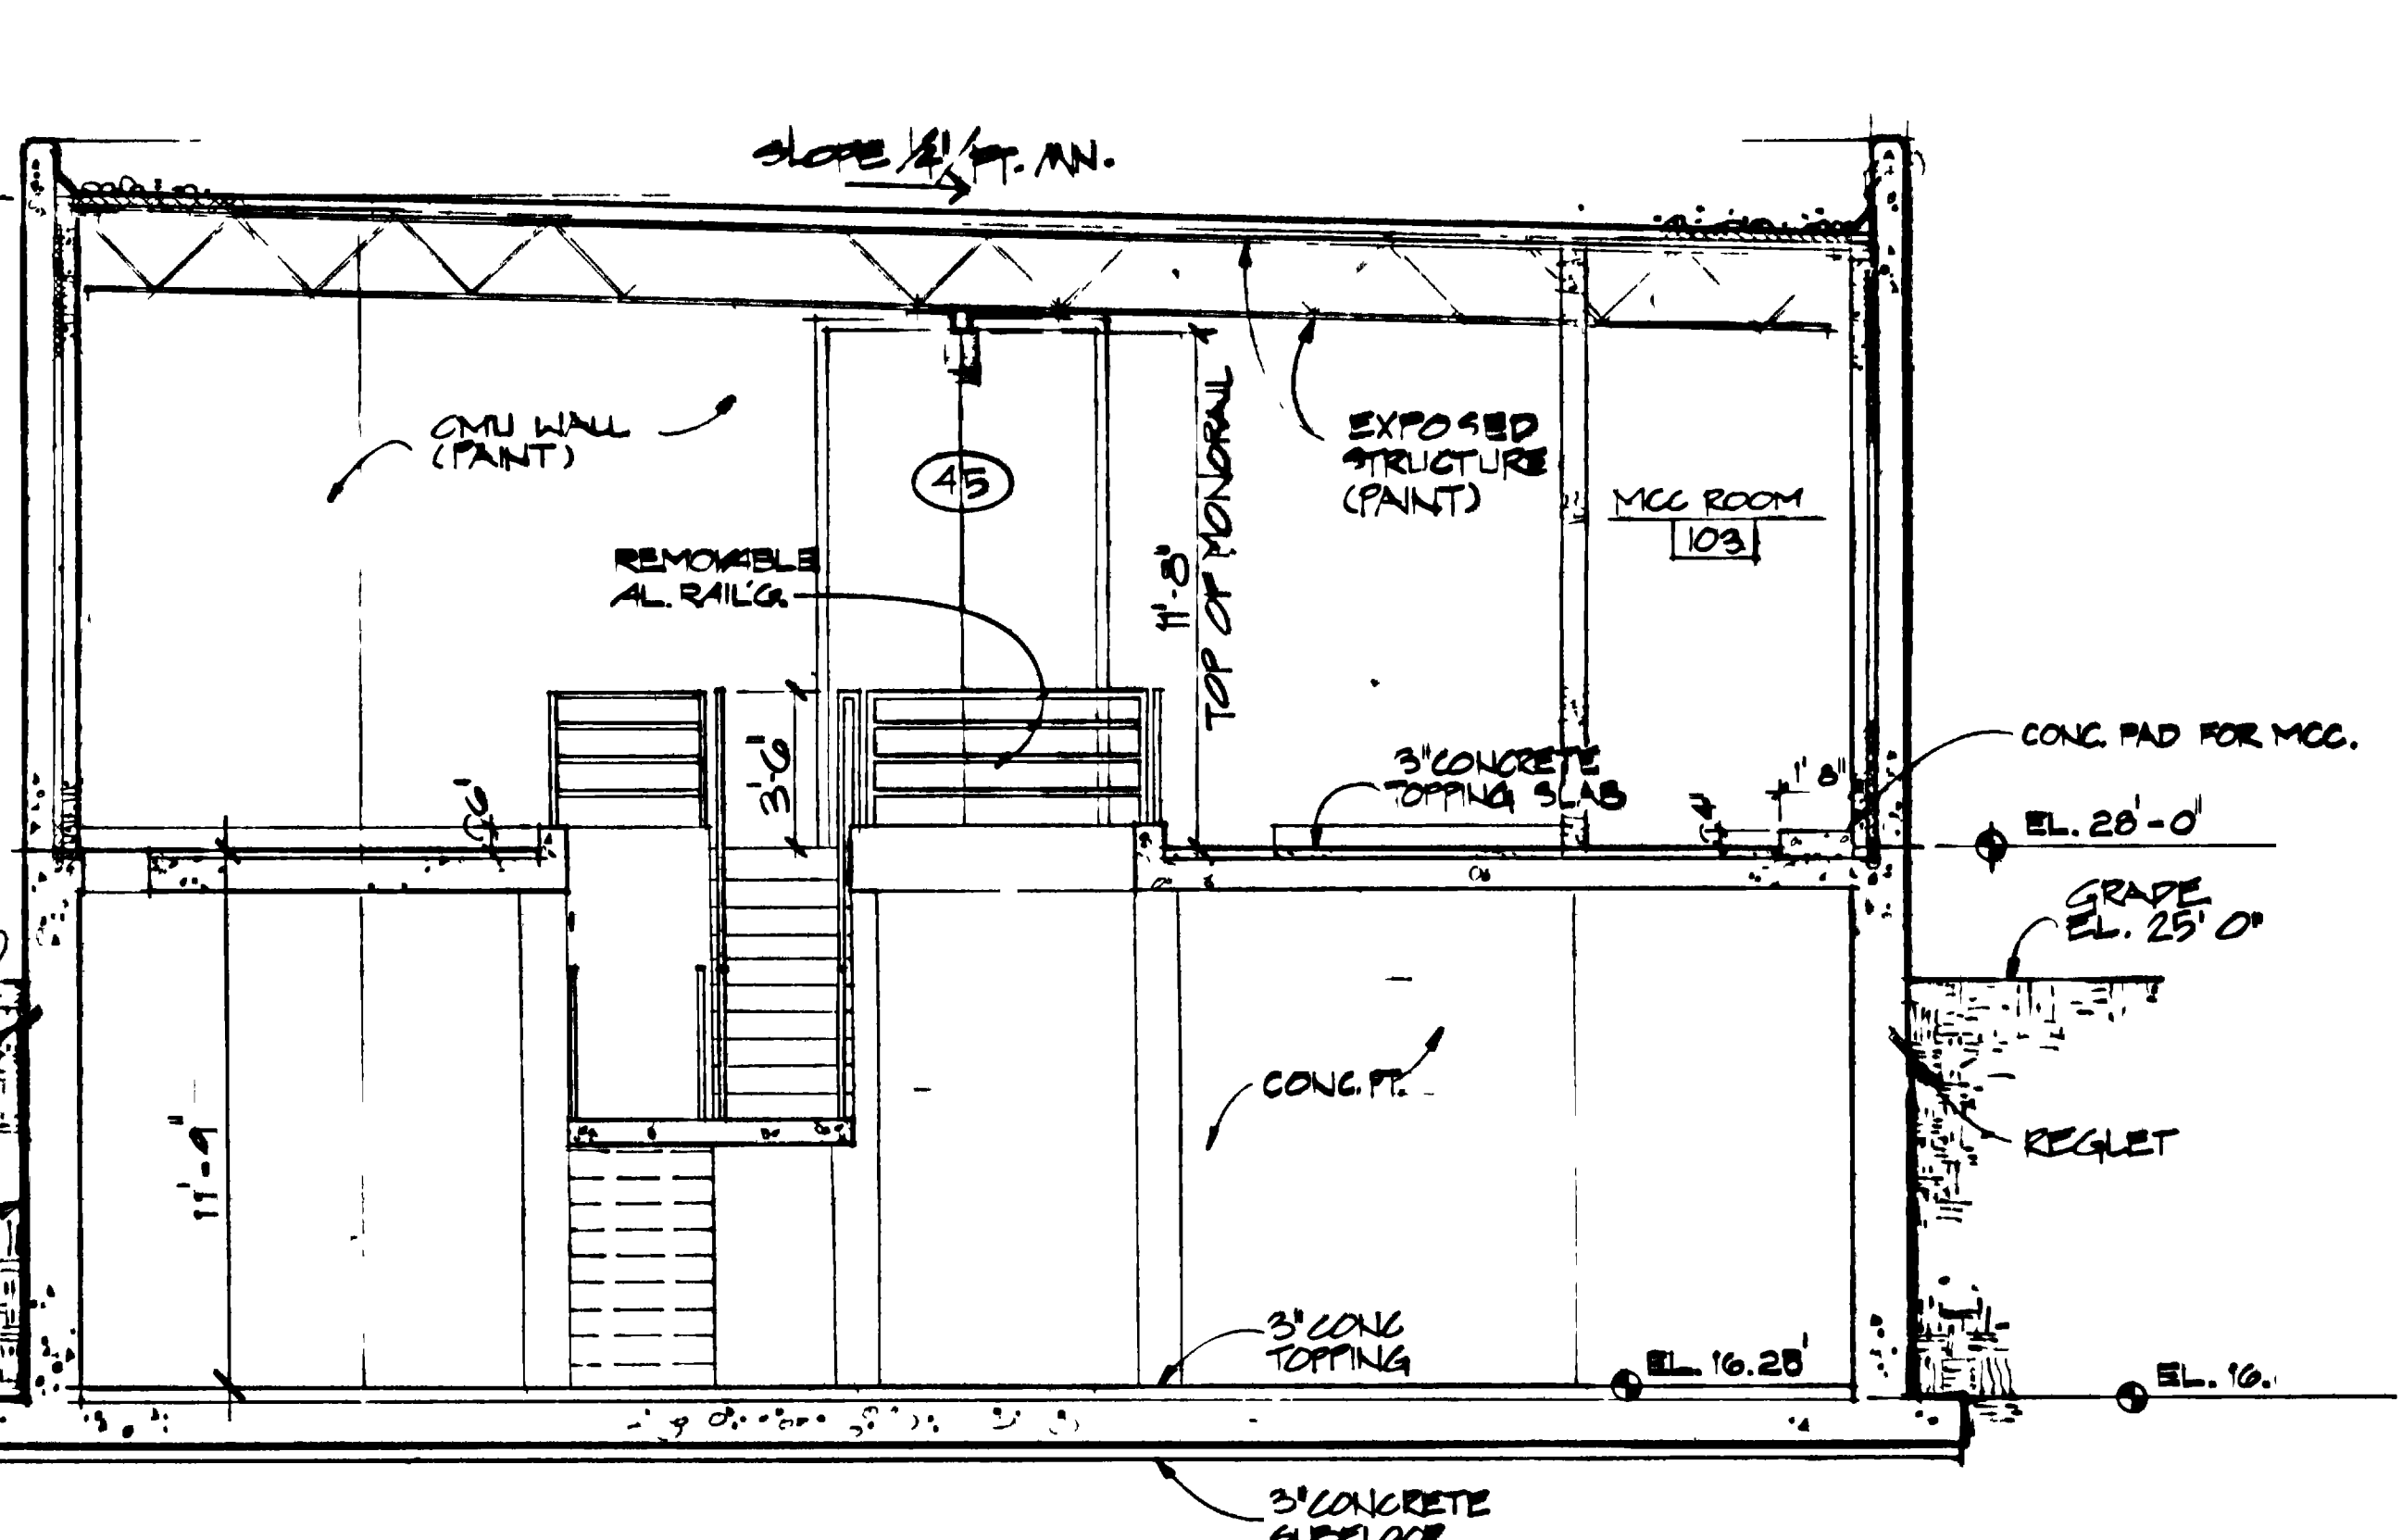 SLOPE 1/4"/FT. MIN.
CMU WALL
(PAINT)
45
REMOVABLE
AL. RAIL'G.
11'-8"
TOP OF MONORAIL
EXPOSED
STRUCTURE
(PAINT)
MCC ROOM
103
3'-6"
6"
3" CONCRETE
TOPPING SLAB
4"
1' 8"
CONC. PAD FOR MCC.
EL. 28'-0"
GRADE
EL. 25' 0"
CONC. PT.
REGLET
11'-9"
3" CONC
TOPPING
EL. 16.28'
EL. 16.
3" CONCRETE
SUBFLOOR